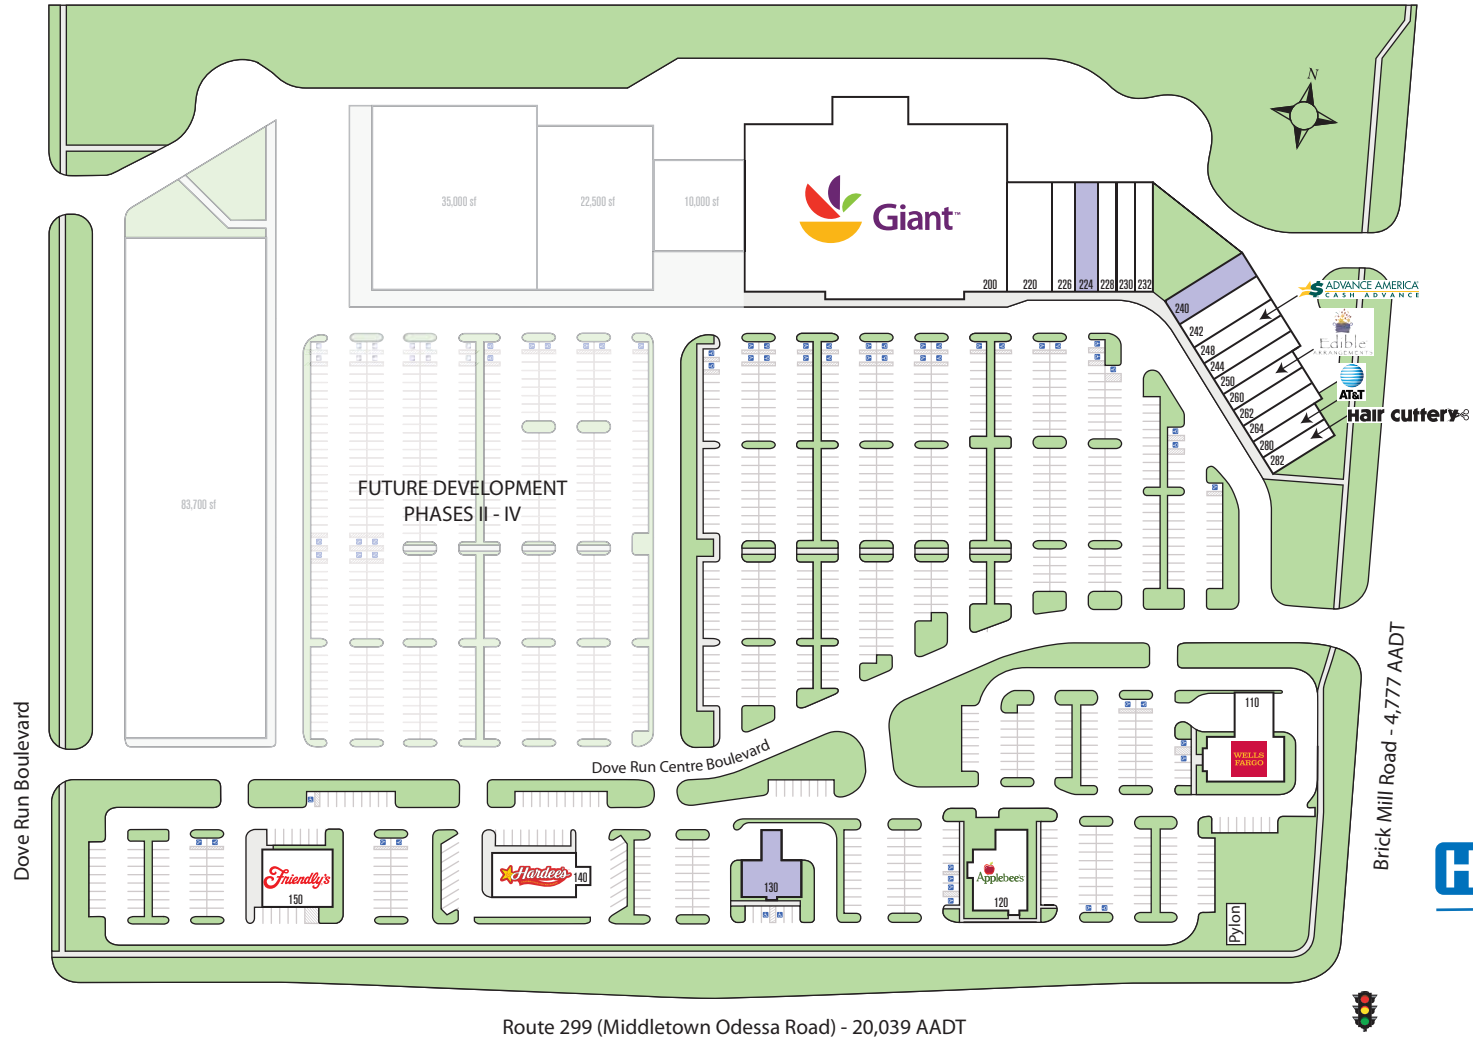 N
35,000 sf
22,500 sf
10,000 sf
Giant™
200
220
226
224
228
230
232
240
ADVANCE AMERICA
CASH ADVANCE
242
248
Edible
ARRANGEMENTS
244
250
AT&T
260
262
Hair Cuttery
264
280
282
83,700 sf
FUTURE DEVELOPMENT
PHASES II - IV
Dove Run Boulevard
Dove Run Centre Boulevard
110
WELLS
FARGO
Brick Mill Road - 4,777 AADT
Friendly's
150
Hardee's
140
130
Applebee's
120
Pylon
H
Route 299 (Middletown Odessa Road) - 20,039 AADT